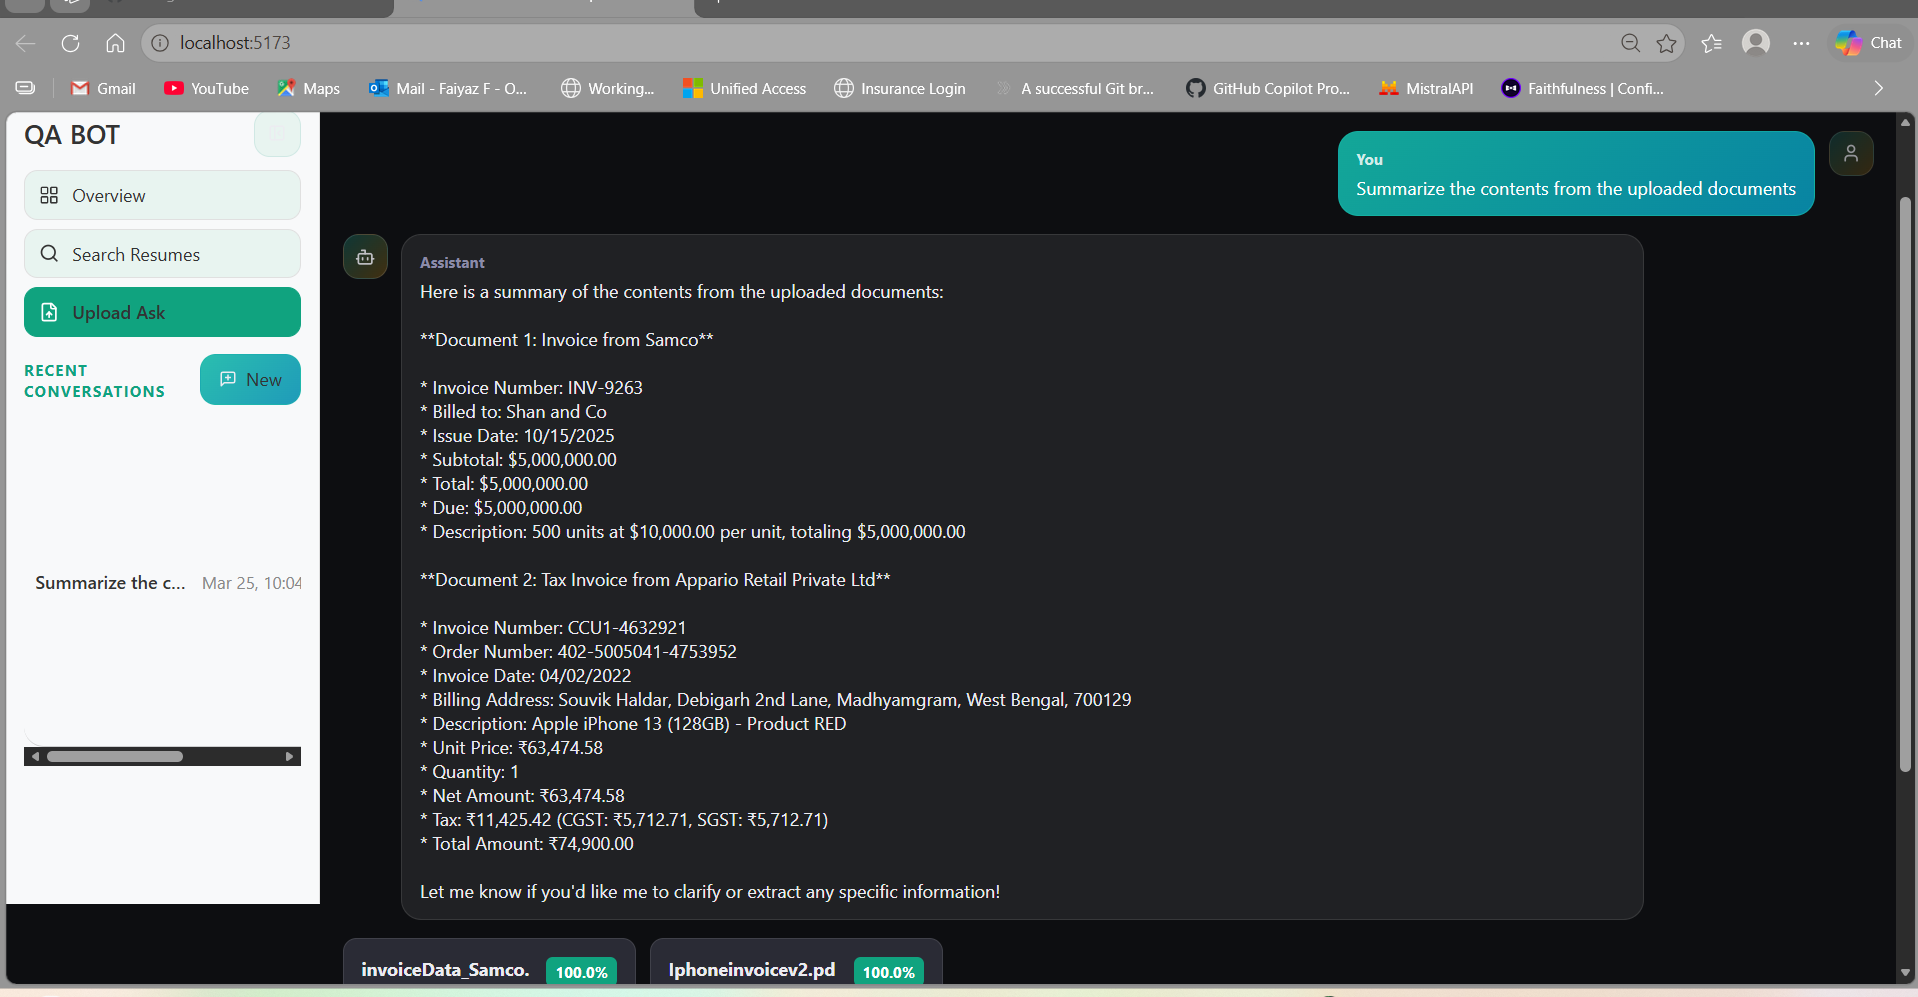 localhost:5173
Chat
Gmail
YouTube
Maps
Mail - Faiyaz F - O...
Working...
Unified Access
Insurance Login
A successful Git br...
GitHub Copilot Pro...
MistralAPI
Faithfulness | Confi...
QA BOT
Overview
Search Resumes
Upload Ask
RECENT
CONVERSATIONS
New
Summarize the c... Mar 25, 10:04
You
Summarize the contents from the uploaded documents
Assistant
Here is a summary of the contents from the uploaded documents:
**Document 1: Invoice from Samco**
* Invoice Number: INV-9263
* Billed to: Shan and Co
* Issue Date: 10/15/2025
* Subtotal: $5,000,000.00
* Total: $5,000,000.00
* Due: $5,000,000.00
* Description: 500 units at $10,000.00 per unit, totaling $5,000,000.00
**Document 2: Tax Invoice from Appario Retail Private Ltd**
* Invoice Number: CCU1-4632921
* Order Number: 402-5005041-4753952
* Invoice Date: 04/02/2022
* Billing Address: Souvik Haldar, Debigarh 2nd Lane, Madhyamgram, West Bengal, 700129
* Description: Apple iPhone 13 (128GB) - Product RED
* Unit Price: ₹63,474.58
* Quantity: 1
* Net Amount: ₹63,474.58
* Tax: ₹11,425.42 (CGST: ₹5,712.71, SGST: ₹5,712.71)
* Total Amount: ₹74,900.00
Let me know if you'd like me to clarify or extract any specific information!
invoiceData_Samco. 100.0%
Iphoneinvoicev2.pd 100.0%